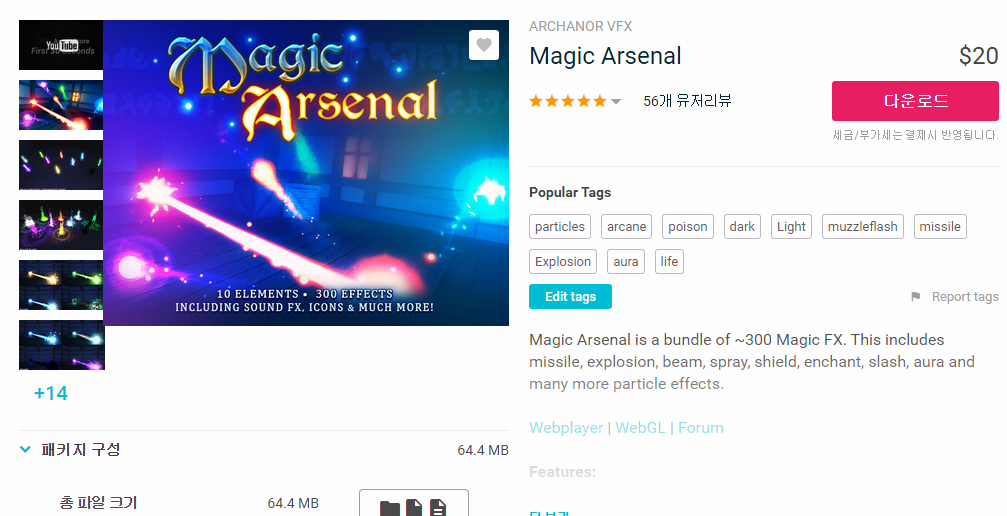 YouTube
First 30 Seconds
Magic
Arsenal
10 ELEMENTS • 300 EFFECTS
INCLUDING SOUND FX, ICONS & MUCH MORE!
+14
패키지 구성
64.4 MB
총 파일 크기
64.4 MB
ARCHANOR VFX
Magic Arsenal
$20
56개 유저리뷰
다운로드
세금/부가세는 결제시 반영됩니다.
Popular Tags
particles
arcane
poison
dark
Light
muzzleflash
missile
Explosion
aura
life
Edit tags
Report tags
Magic Arsenal is a bundle of ~300 Magic FX. This includes
missile, explosion, beam, spray, shield, enchant, slash, aura and
many more particle effects.
Webplayer | WebGL | Forum
Features: